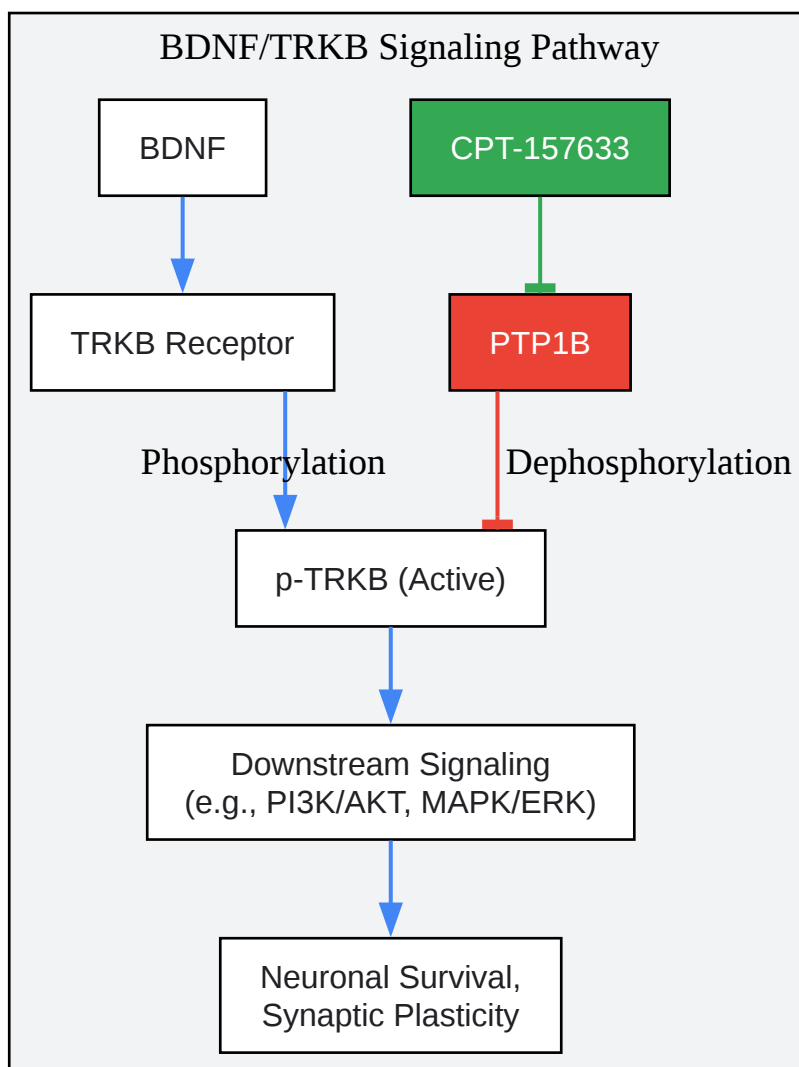 BDNF/TRKB Signaling Pathway
BDNF
CPT-157633
TRKB Receptor
PTP1B
Phosphorylation
Dephosphorylation
p-TRKB (Active)
Downstream Signaling
(e.g., PI3K/AKT, MAPK/ERK)
Neuronal Survival,
Synaptic Plasticity